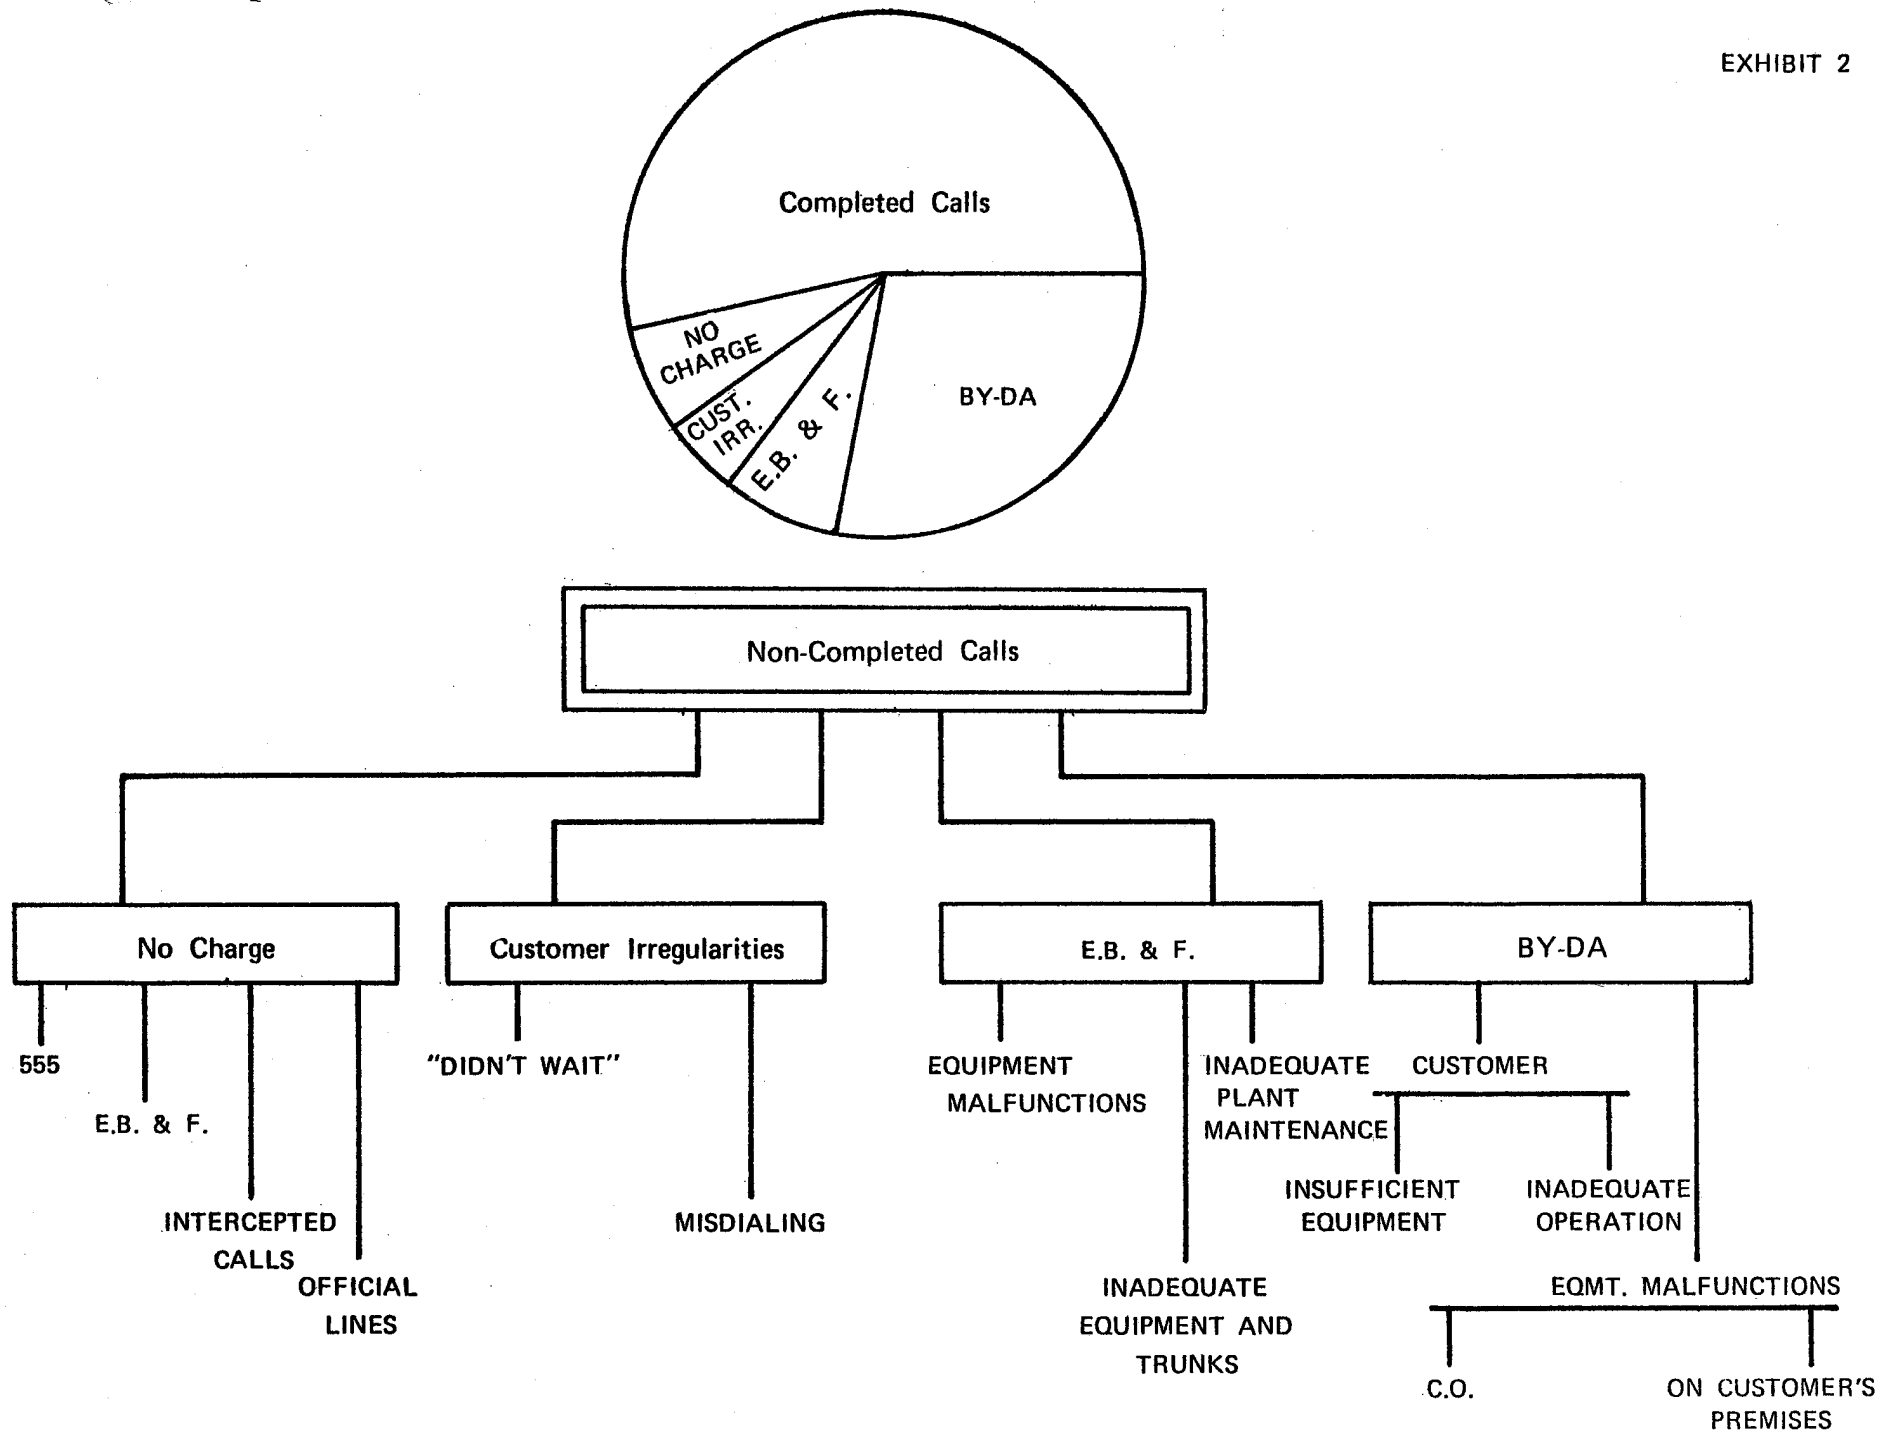 EXHIBIT 2
Completed Calls
NO
CHARGE
CUST.
IRR.
E.B. & F.
BY-DA
Non-Completed Calls
No Charge
Customer Irregularities
E.B. & F.
BY-DA
555
E.B. & F.
INTERCEPTED
CALLS
OFFICIAL
LINES
"DIDN'T WAIT"
MISDIALING
EQUIPMENT
MALFUNCTIONS
INADEQUATE
EQUIPMENT AND
TRUNKS
INADEQUATE
PLANT
MAINTENANCE
CUSTOMER
INSUFFICIENT
EQUIPMENT
INADEQUATE
OPERATION
EQMT. MALFUNCTIONS
C.O.
ON CUSTOMER'S
PREMISES